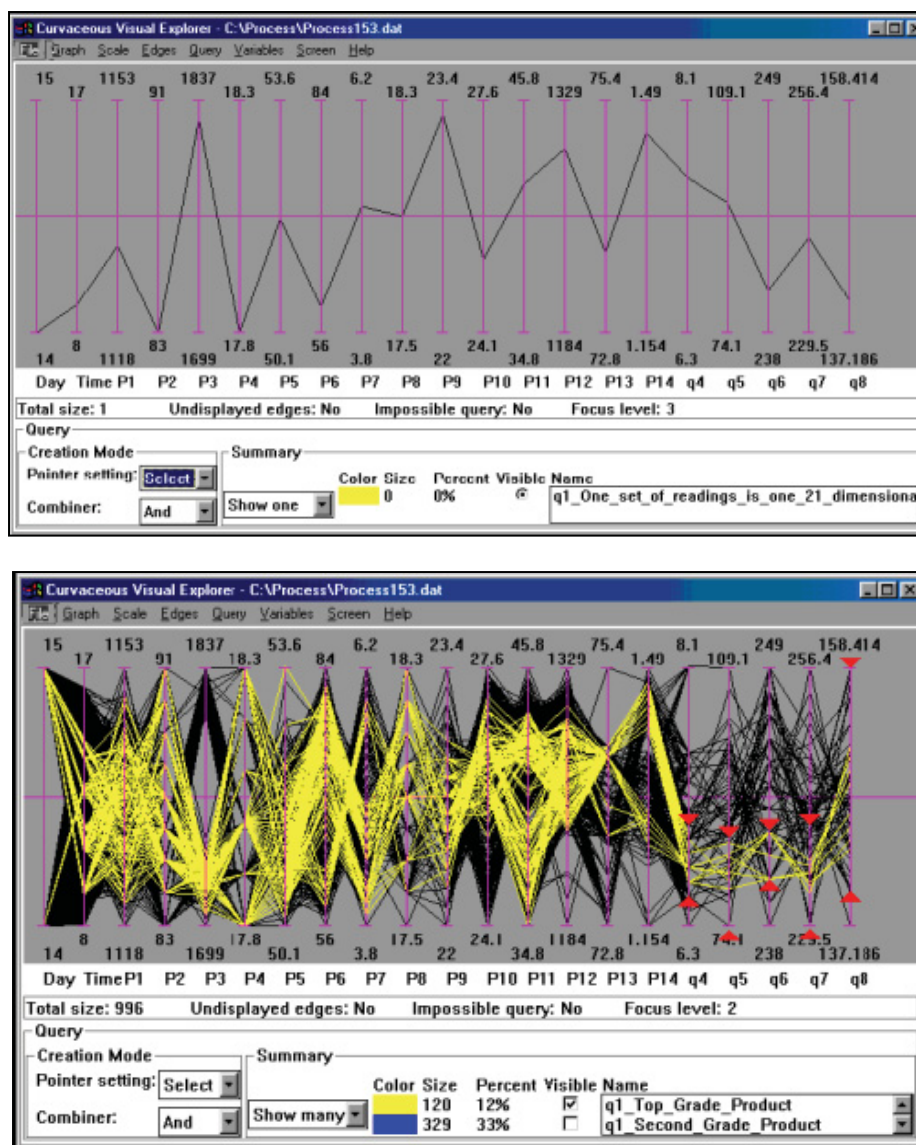 Curvaceous Visual Explorer - C:\Process\Process153.dat
Graph Scale Edges Query Variables Screen Help
15 1153 1837 53.6 6.2 23.4 45.8 75.4 8.1 249 158.414
17 91 18.3 84 18.3 27.6 1329 1.49 109.1 256.4
8 83 17.8 56 17.5 24.1 1184 1.154 74.1 229.5
14 1118 1699 50.1 3.8 22 34.8 72.8 6.3 238 137.186
Day Time P1 P2 P3 P4 P5 P6 P7 P8 P9 P10 P11 P12 P13 P14 q4 q5 q6 q7 q8
Total size: 1 Undisplayed edges: No Impossible query: No Focus level: 3
Query
Creation Mode Summary
Pointer setting: Select
Color Size Percent Visible Name
0 0% q1_One_set_of_readings_is_one_21_dimensiona
Combiner: And Show one
Curvaceous Visual Explorer - C:\Process\Process153.dat
Graph Scale Edges Query Variables Screen Help
15 1153 1837 53.6 6.2 23.4 45.8 75.4 8.1 249 158.414
17 91 18.3 84 18.3 27.6 1329 1.49 109.1 256.4
8 83 17.8 56 17.5 24.1 1184 1.154 74.1 229.5
14 1118 1699 50.1 3.8 22 34.8 72.8 6.3 238 137.186
Day Time P1 P2 P3 P4 P5 P6 P7 P8 P9 P10 P11 P12 P13 P14 q4 q5 q6 q7 q8
Total size: 996 Undisplayed edges: No Impossible query: No Focus level: 2
Query
Creation Mode Summary
Pointer setting: Select
Color Size Percent Visible Name
120 12% q1_Top_Grade_Product
Combiner: And Show many 329 33% q1_Second_Grade_Product